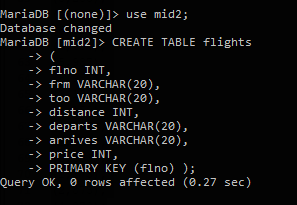 MariaDB [(none)]> use mid2;
Database changed
MariaDB [mid2]> CREATE TABLE flights
    -> (
    -> flno INT,
    -> frm VARCHAR(20),
    -> too VARCHAR(20),
    -> distance INT,
    -> departs VARCHAR(20),
    -> arrives VARCHAR(20),
    -> price INT,
    -> PRIMARY KEY (flno) );
Query OK, 0 rows affected (0.27 sec)